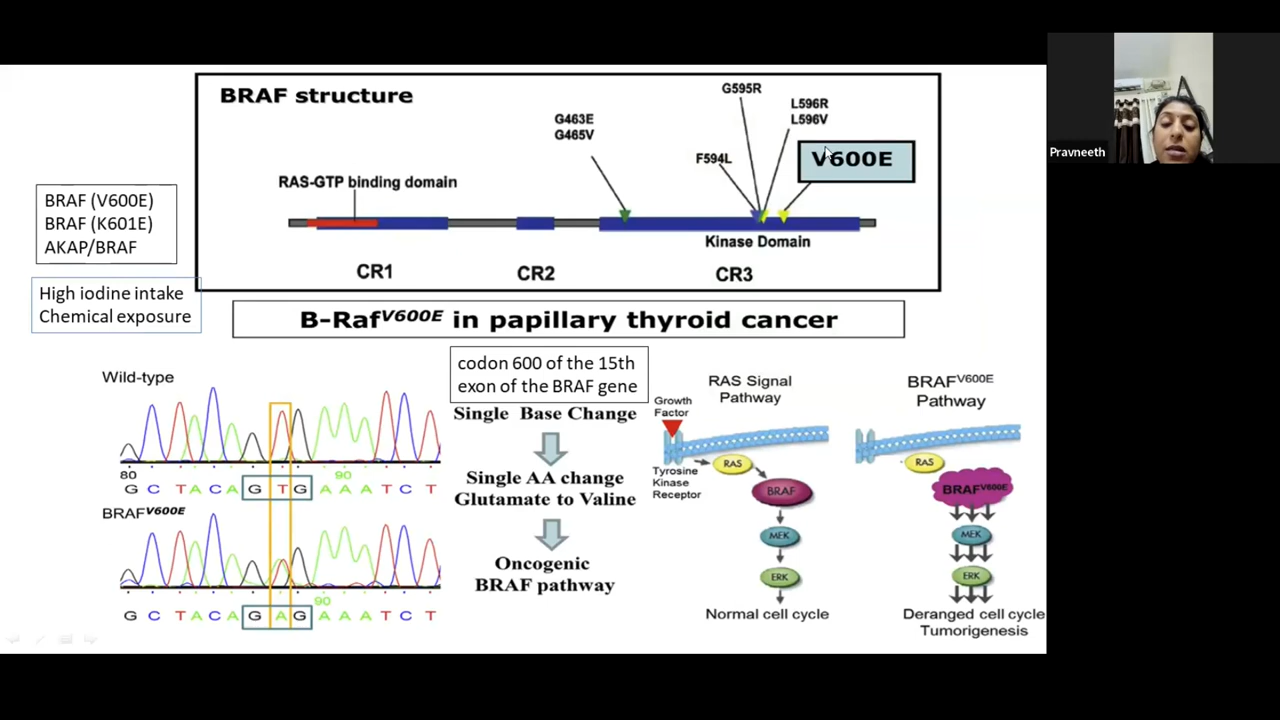 BRAF structure
G595R
G463E
G465V
L596R
L596V
F594L
V600E
RAS-GTP binding domain
Kinase Domain
CR1
CR2
CR3
BRAF (V600E)
BRAF (K601E)
AKAP/BRAF
High iodine intake
Chemical exposure
B-RafV600E in papillary thyroid cancer
Wild-type
80
90
G C T A C A G T G A A A T C T
BRAFV600E
90
G C T A C A G A G A A A T C T
codon 600 of the 15th
exon of the BRAF gene
Single Base Change
Single AA change
Glutamate to Valine
Oncogenic
BRAF pathway
RAS Signal
Pathway
Growth
Factor
Tyrosine
Kinase
Receptor
RAS
BRAF
MEK
ERK
Normal cell cycle
BRAFV600E
Pathway
RAS
BRAFV600E
MEK
ERK
Deranged cell cycle
Tumorigenesis
Pravneeth